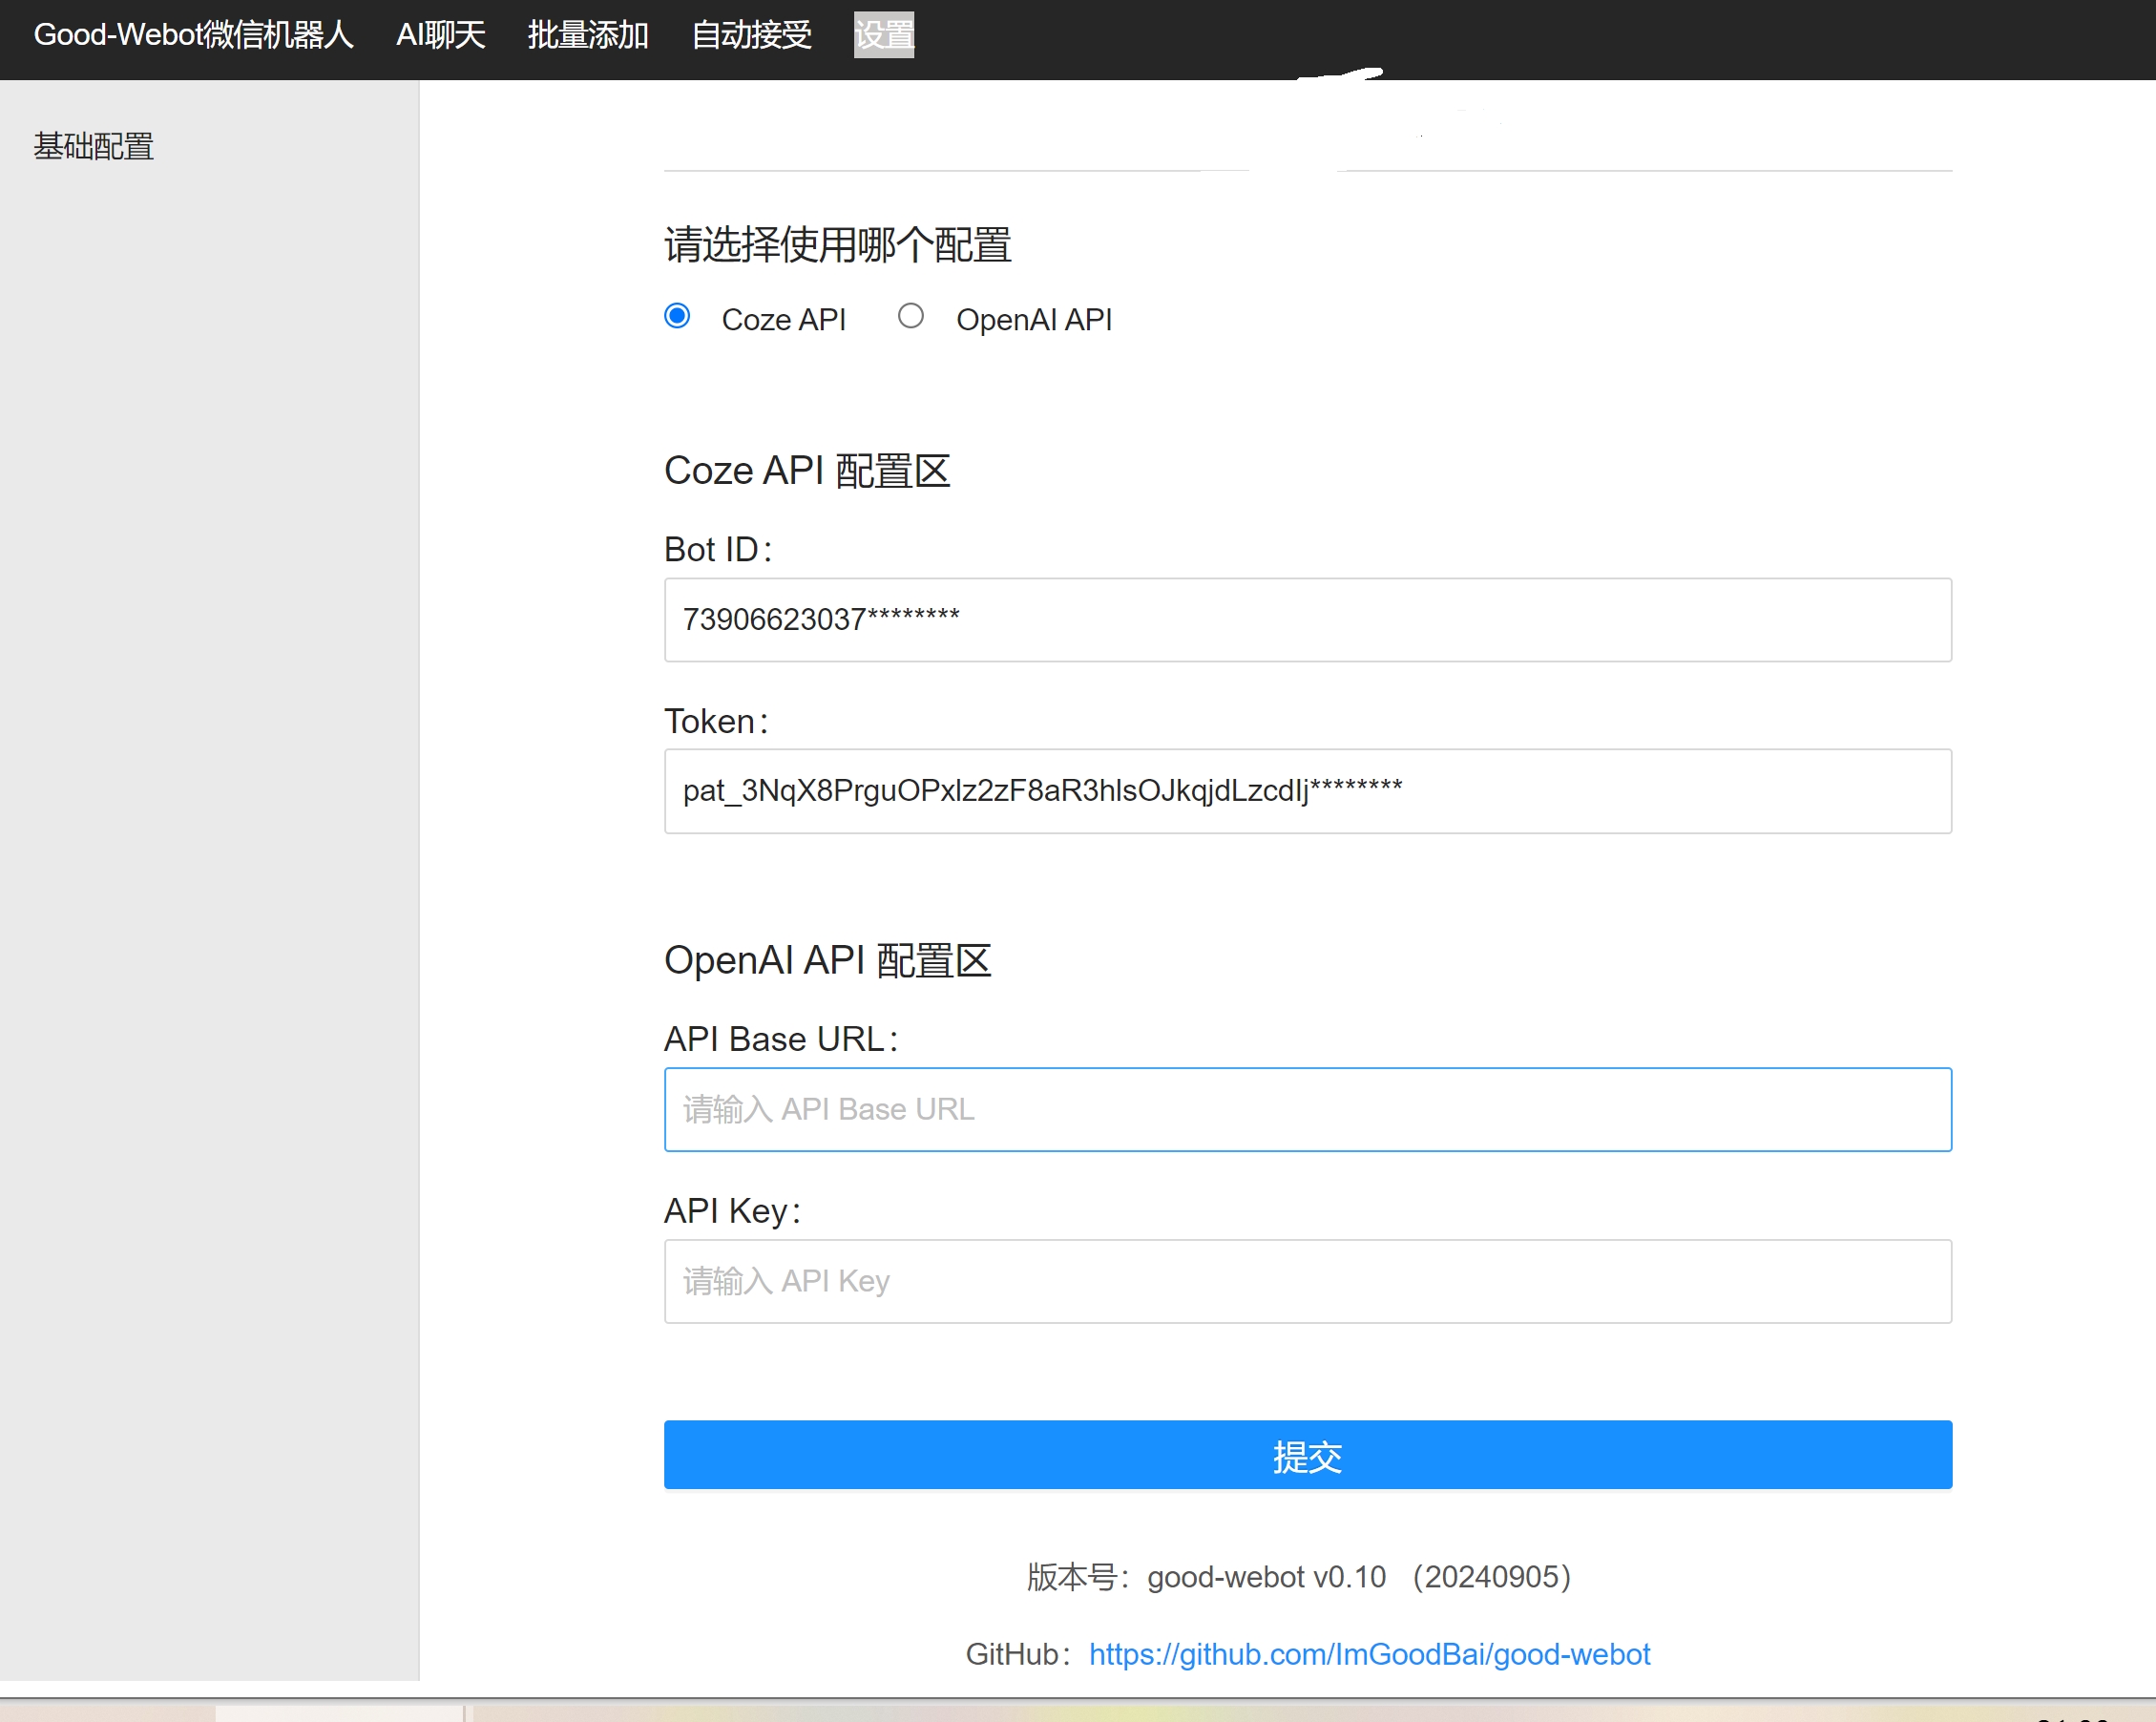 Good-Webot微信机器人 AI聊天 批量添加 自动接受 设置
基础配置
请选择使用哪个配置
Coze API OpenAI API
Coze API 配置区
Bot ID：
73906623037********
Token：
pat_3NqX8PrguOPxlz2zF8aR3hlsOJkqjdLzcdIj********
OpenAI API 配置区
API Base URL：
请输入 API Base URL
API Key：
请输入 API Key
提交
版本号：good-webot v0.10 （20240905）
GitHub：https://github.com/ImGoodBai/good-webot